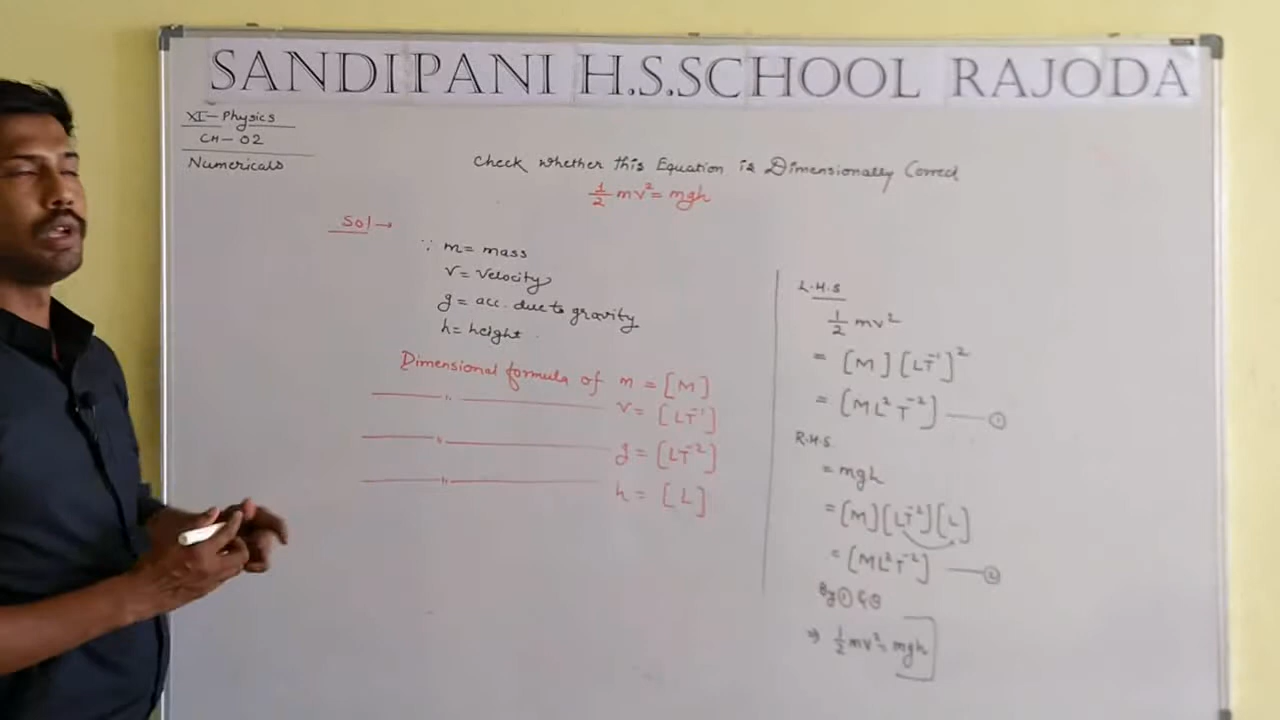 SANDIPANI H.S.SCHOOL RAJODA
XI - Physics
CH - 02
Numericals
Check whether this Equation is Dimensionally Correct
1/2 mv² = mgh
Sol →
∵ m = mass
v = velocity
g = acc. due to gravity
h = height.
Dimensional formula of m = [M]
———— " ———— v = [LT⁻¹]
———— " ———— g = [LT⁻²]
———— " ———— h = [L]
L.H.S
1/2 mv²
= [M][LT⁻¹]²
= [ML²T⁻²] —— ①
R.H.S.
= mgh
= [M][LT⁻²][L]
= [ML²T⁻²] —— ②
By ① & ②
⇒ 1/2 mv² = mgh